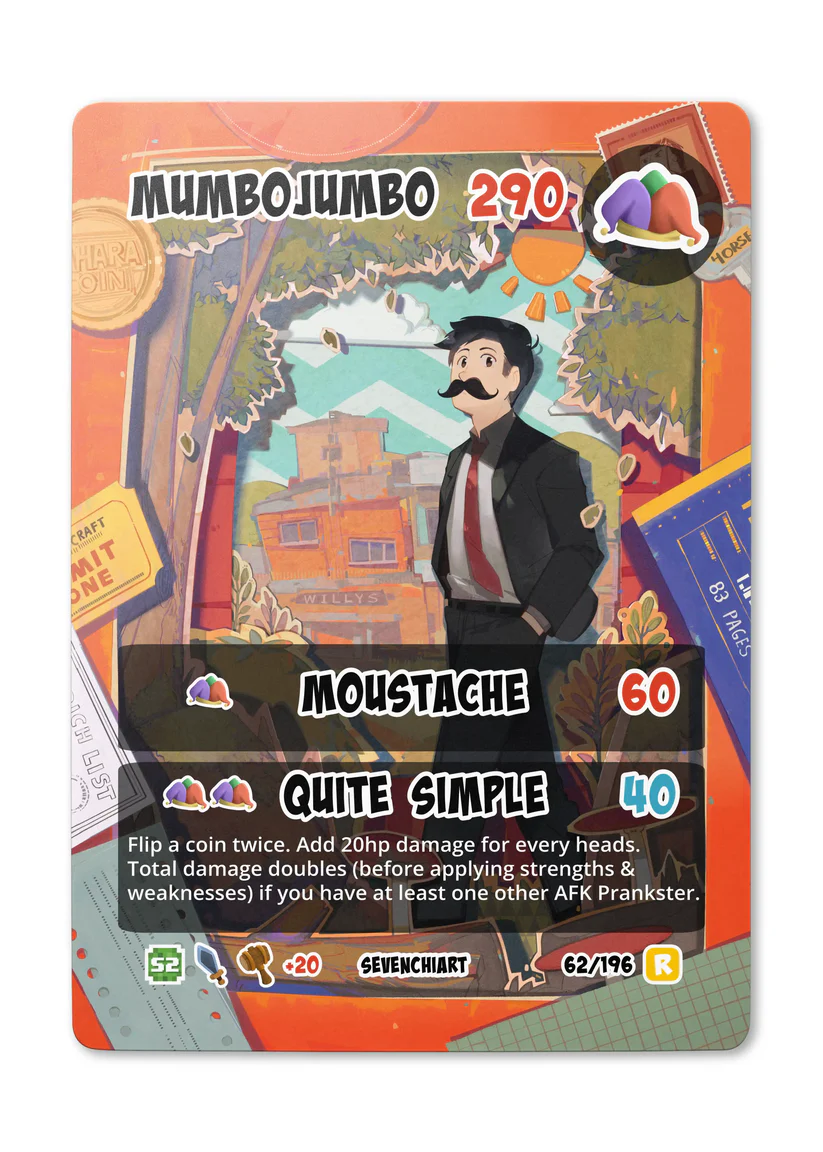 MUMBOJUMBO 290
HARA
COIN
WILLYS
CRAFT
MIT
ONE
83 PAGES
LIST
MOUSTACHE 60
QUITE SIMPLE 40
Flip a coin twice. Add 20hp damage for every heads.
Total damage doubles (before applying strengths &
weaknesses) if you have at least one other AFK Prankster.
S2 +20 SEVENCHIART 62/196 R